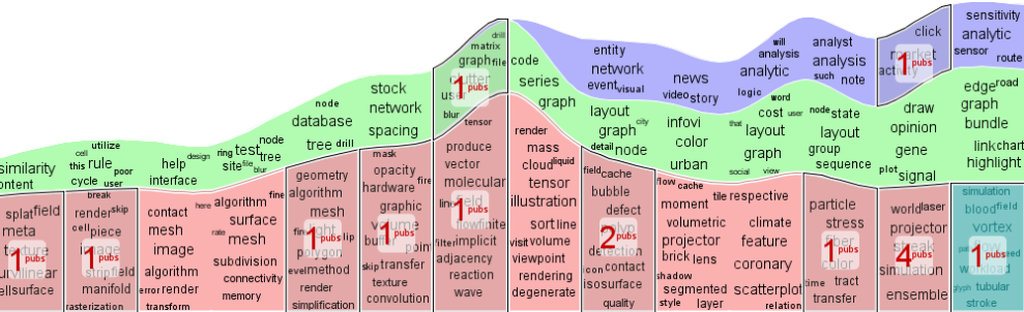 similarity
ontent
utilize
cell
rule
this
poor
cycle
user
help
design
interface
ring
test
node
tree
site
file
blur
node
database
tree drill
stock
network
spacing
drill
matrix
graph
file
clutter
user
blur
tensor
code
series
graph
entity
network
event
visual
layout
graph
city
detail
node
news
video
story
infovi
color
urban
will
analysis
analytic
logic
word
cost
user
that
layout
graph
social
view
analyst
analysis
such
note
node
state
layout
group
sequence
plot
click
market
activity
draw
opinion
gene
signal
sensitivity
analytic
sensor
route
edge
road
graph
bundle
link
chart
highlight
splat
field
meta
texture
curvilinear
ell
surface
1 pubs
break
render
skip
cell
piece
image
strip
field
manifold
rasterization
1 pubs
contact
here
mesh
image
algorithm
error
render
transform
fine
algorithm
surface
rate
mesh
subdivision
connectivity
memory
geometry
algorithm
mesh
polygon
level
method
render
simplification
1 pubs
mask
opacity
hardware
fire
graphic
volume
buffer
point
skip
transfer
texture
convolution
1 pubs
1 pubs
produce
vector
molecular
line
field
filter
implicit
adjacency
reaction
wave
1 pubs
render
mass
cloud
liquid
tensor
illustration
sort line
visit
volume
viewpoint
rendering
degenerate
field
cache
bubble
defect
glyph
detection
icon
contact
isosurface
quality
2 pubs
flow
cache
moment
volumetric
projector
brick
lens
shadow
segmented
style
layer
tile
respective
climate
feature
coronary
scatterplot
relation
particle
stress
fiber
color
time
tract
transfer
1 pubs
1 pubs
world
laser
projector
streak
simulation
ensemble
4 pubs
simulation
blood
field
vortex
flow
workload
glyph
tubular
stroke
1 pubs